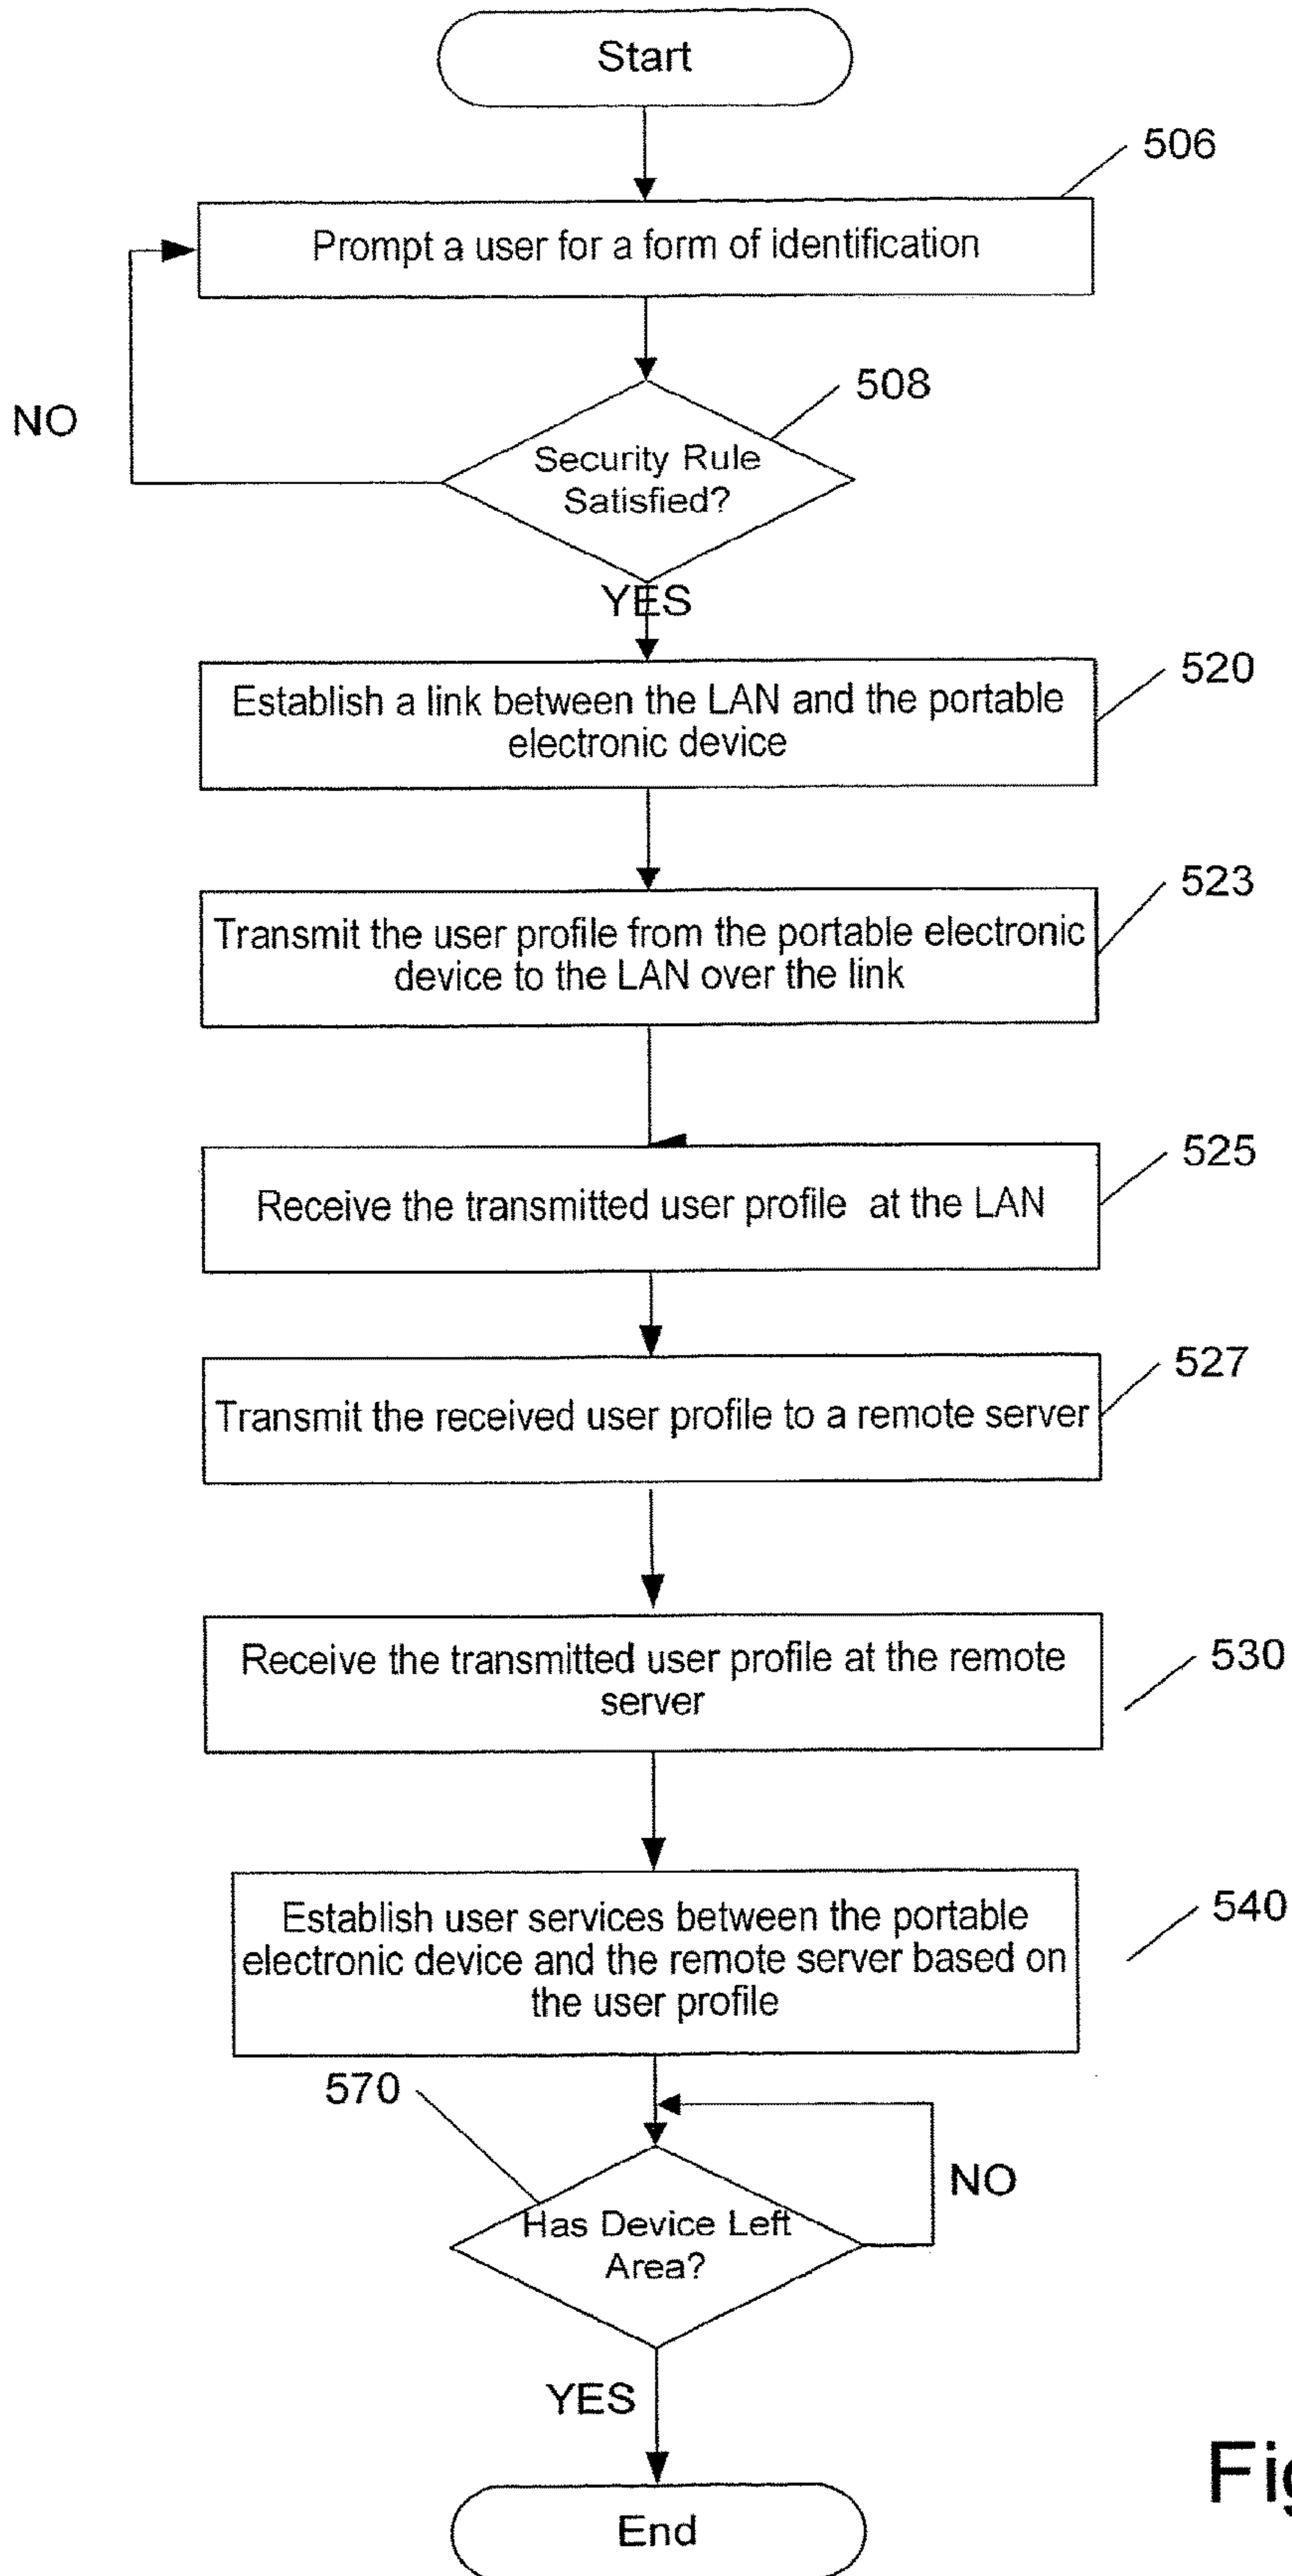 Start
506
Prompt a user for a form of identification
508
NO
Security Rule
Satisfied?
YES
520
Establish a link between the LAN and the portable
electronic device
523
Transmit the user profile from the portable electronic
device to the LAN over the link
525
Receive the transmitted user profile at the LAN
527
Transmit the received user profile to a remote server
530
Receive the transmitted user profile at the remote
server
540
Establish user services between the portable
electronic device and the remote server based on
the user profile
570
NO
Has Device Left
Area?
YES
End